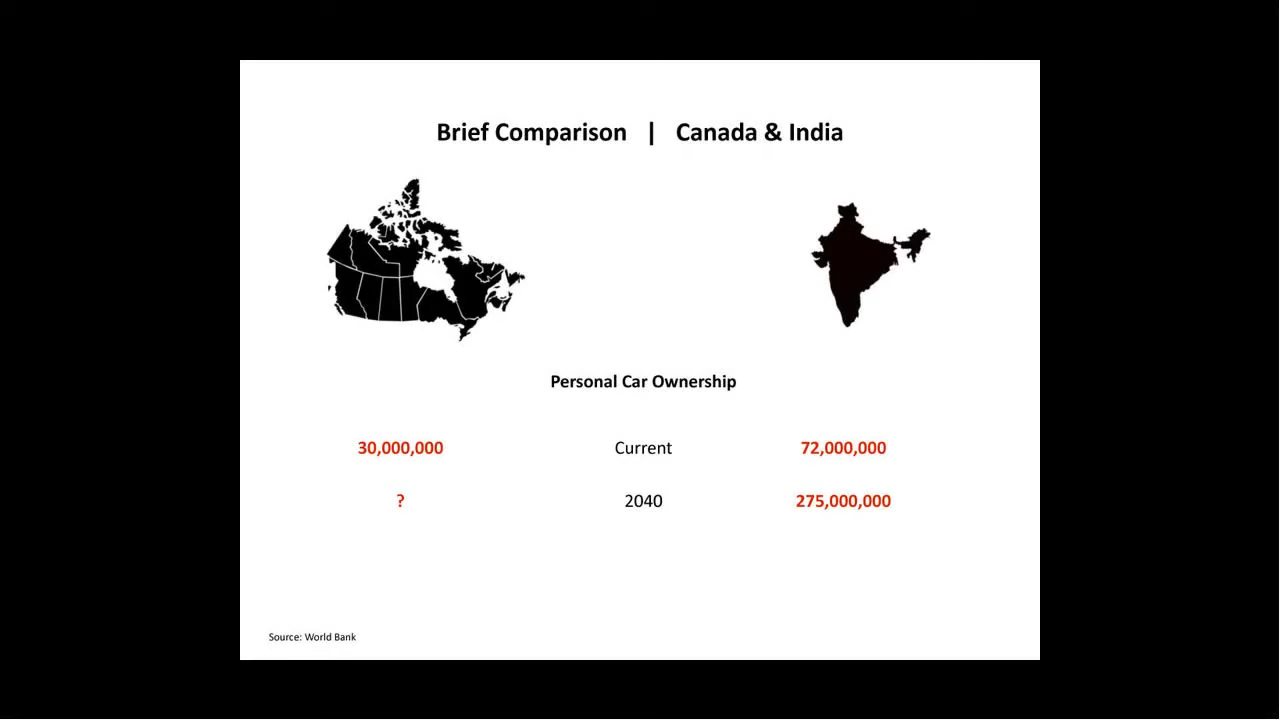 Brief Comparison | Canada & India
Personal Car Ownership
30,000,000 Current 72,000,000
? 2040 275,000,000
Source: World Bank